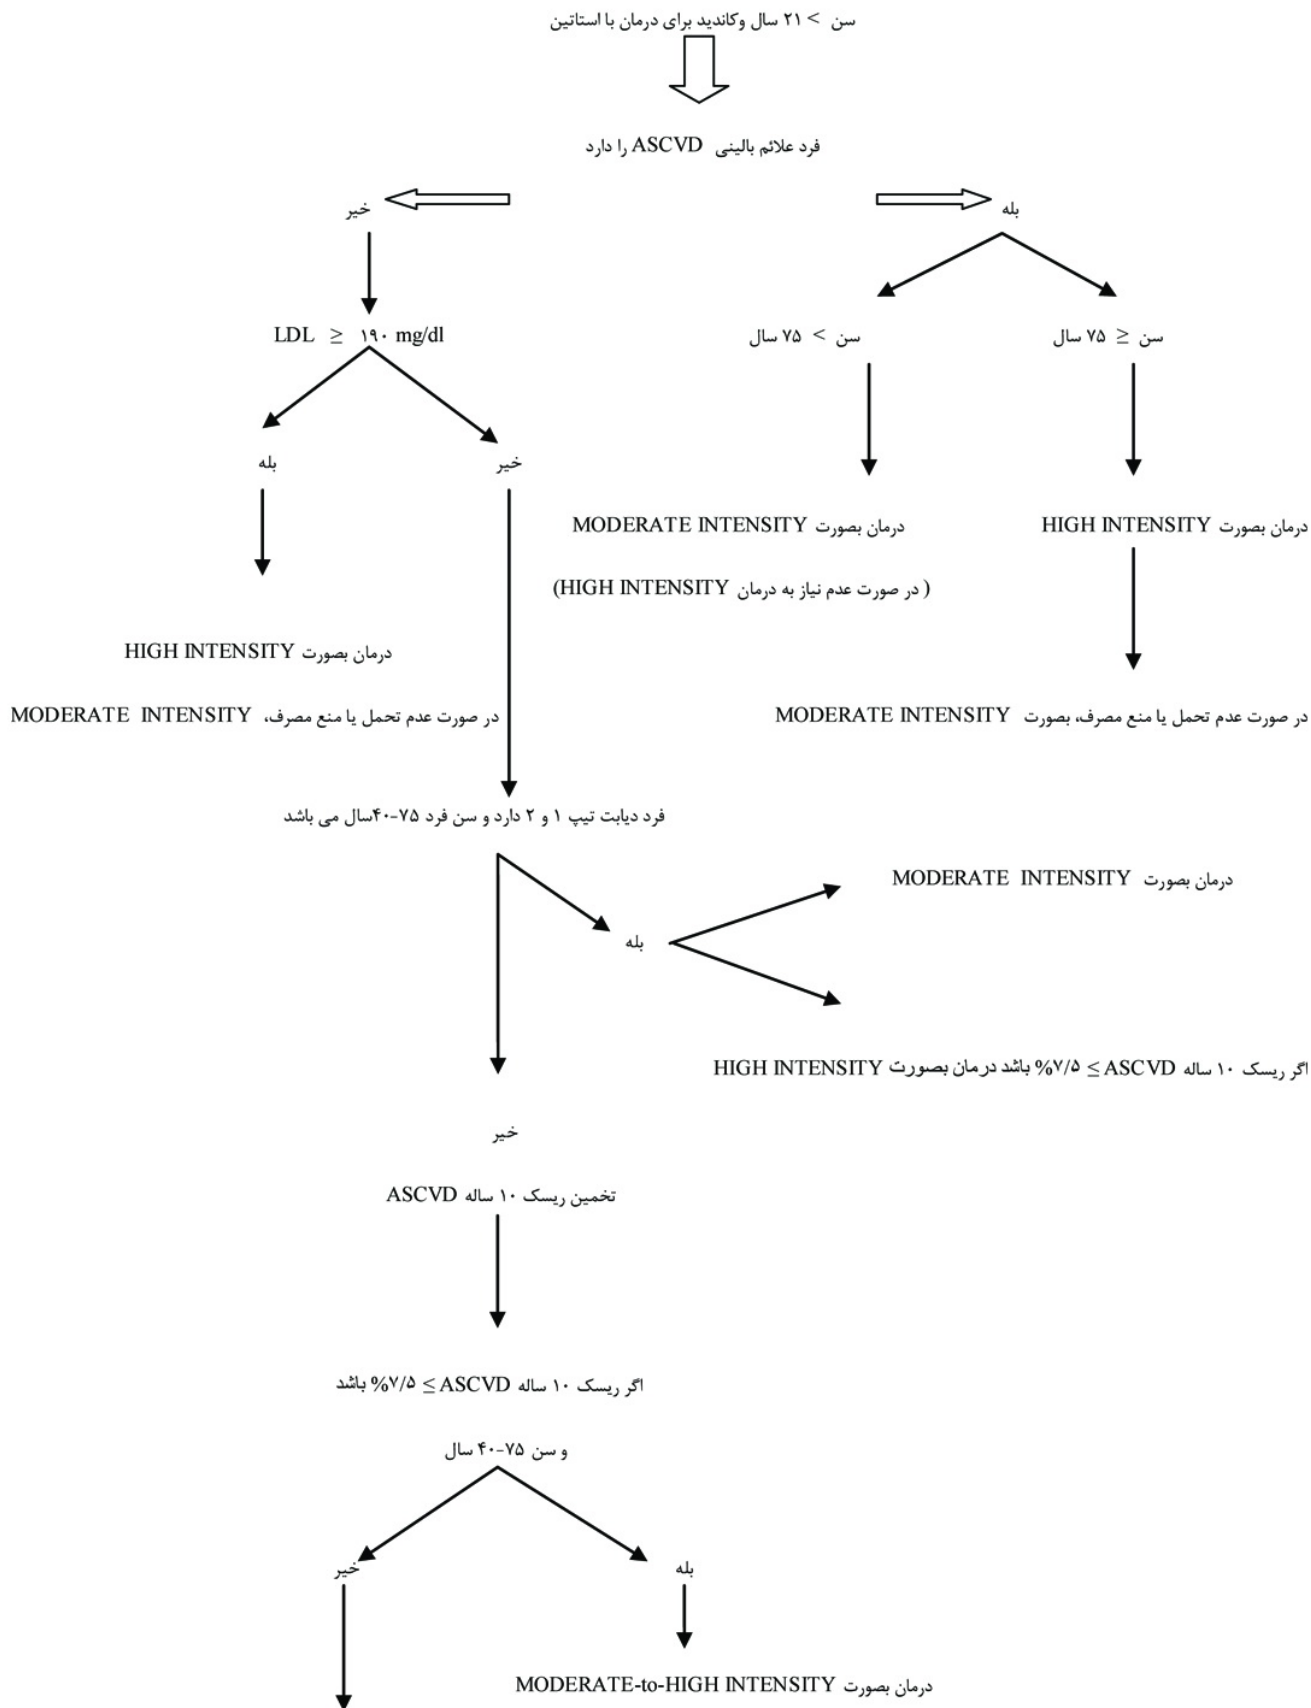 سن > ۲۱ سال وکاندید برای درمان با استاتین
فرد علائم بالینی ASCVD را دارد
بله
خیر
سن ≥ ۷۵ سال
سن > ۷۵ سال
LDL ≥ ۱۹۰ mg/dl
خیر
بله
درمان بصورت HIGH INTENSITY
درمان بصورت MODERATE INTENSITY
( در صورت عدم نیاز به درمان HIGH INTENSITY)
درمان بصورت HIGH INTENSITY
در صورت عدم تحمل یا منع مصرف، بصورت MODERATE INTENSITY
در صورت عدم تحمل یا منع مصرف، MODERATE INTENSITY
فرد دیابت تیپ ۱ و ۲ دارد و سن فرد ۷۵-۴۰سال می باشد
درمان بصورت MODERATE INTENSITY
بله
اگر ریسک ۱۰ ساله ASCVD ≥ %۷/۵ باشد درمان بصورت HIGH INTENSITY
خیر
تخمین ریسک ۱۰ ساله ASCVD
اگر ریسک ۱۰ ساله ASCVD ≥ %۷/۵ باشد
و سن ۷۵-۴۰ سال
بله
خیر
درمان بصورت MODERATE-to-HIGH INTENSITY